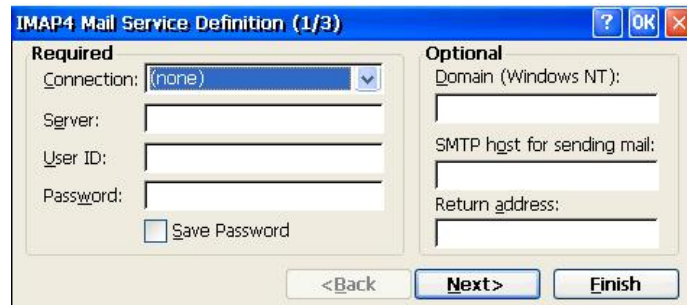 IMAP4 Mail Service Definition (1/3) ? OK ×
Required
Connection: (none)
Server:
User ID:
Password:
Save Password
Optional
Domain (Windows NT):
SMTP host for sending mail:
Return address:
<Back Next> Finish